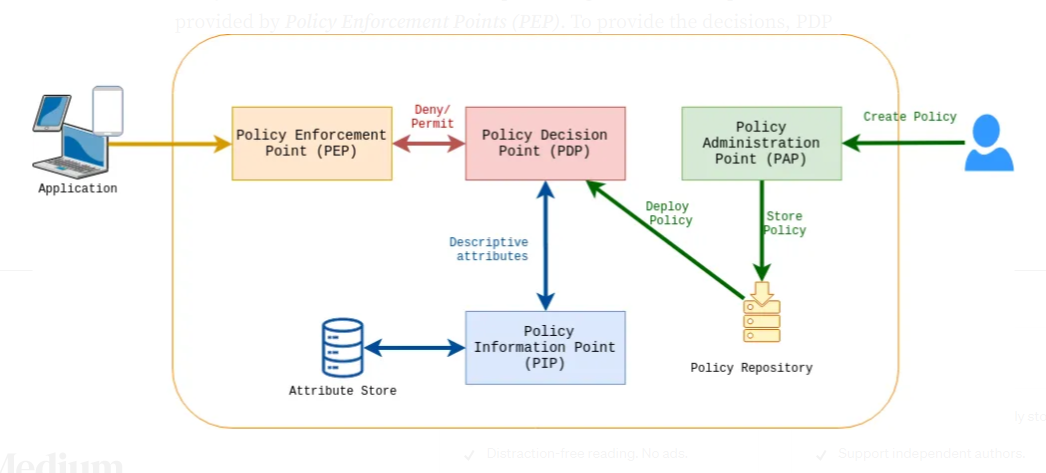 provided by Policy Enforcement Points (PEP). To provide the decisions, PDP
Deny/
Permit
Create Policy
Policy Enforcement
Point (PEP)
Policy Decision
Point (PDP)
Policy
Administration
Point (PAP)
Application
Deploy
Policy
Store
Policy
Descriptive
attributes
Policy
Information Point
(PIP)
Policy Repository
Attribute Store
Medium
Distraction-free reading. No ads.
Support independent authors.